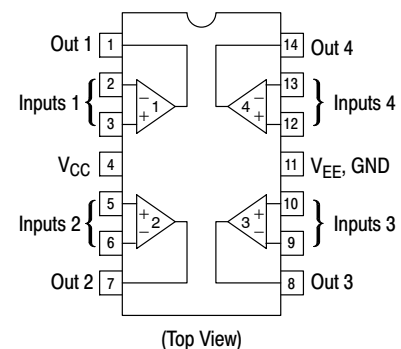 Out 1 1 14 Out 4
Inputs 1 { 2 − 1 4 − 13 } Inputs 4
3 + + 12
VCC 4 11 VEE, GND
Inputs 2 { 5 + 2 3 + 10 } Inputs 3
6 − − 9
Out 2 7 8 Out 3
(Top View)